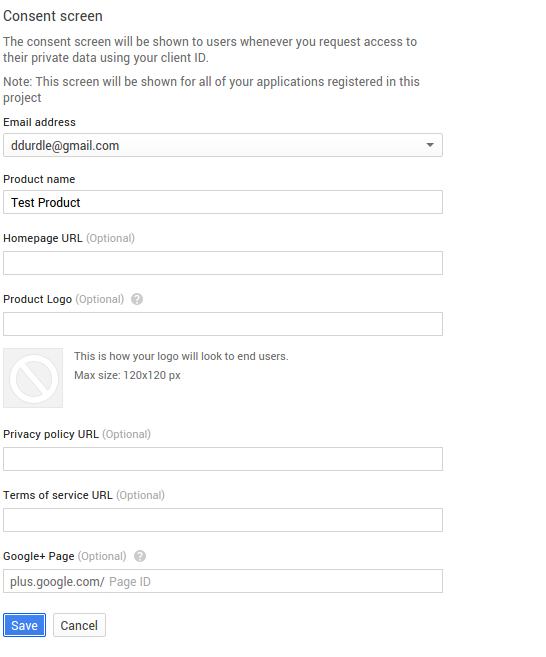 Consent screen
The consent screen will be shown to users whenever you request access to
their private data using your client ID.
Note: This screen will be shown for all of your applications registered in this
project
Email address
ddurdle@gmail.com
Product name
Test Product
Homepage URL (Optional)
Product Logo (Optional) ?
This is how your logo will look to end users.
Max size: 120x120 px
Privacy policy URL (Optional)
Terms of service URL (Optional)
Google+ Page (Optional) ?
plus.google.com/ Page ID
Save Cancel